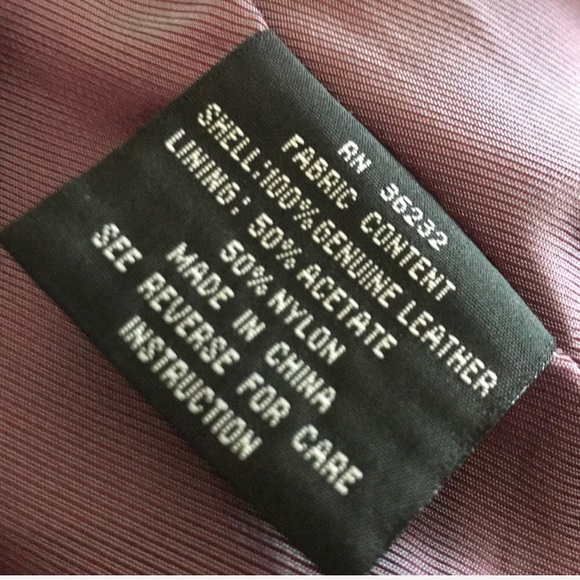 RN 36232
FABRIC CONTENT
SHELL:100% GENUINE LEATHER
LINING: 50% ACETATE
50% NYLON
MADE IN CHINA
SEE REVERSE FOR CARE
INSTRUCTION